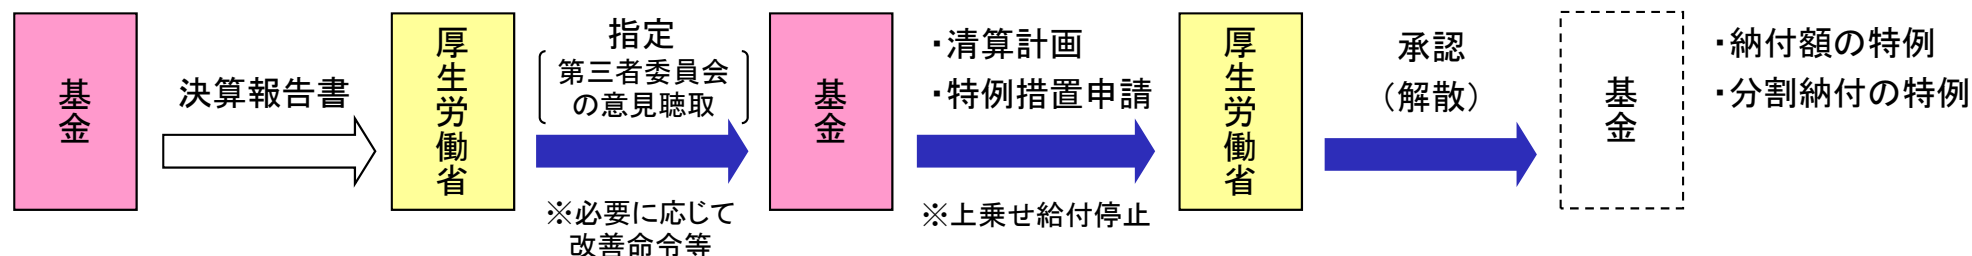 基金
決算報告書
厚生労働省
指定
第三者委員会
の意見聴取
※必要に応じて
改善命令等
基金
・清算計画
・特例措置申請
※上乗せ給付停止
厚生労働省
承認
（解散）
基金
・納付額の特例
・分割納付の特例